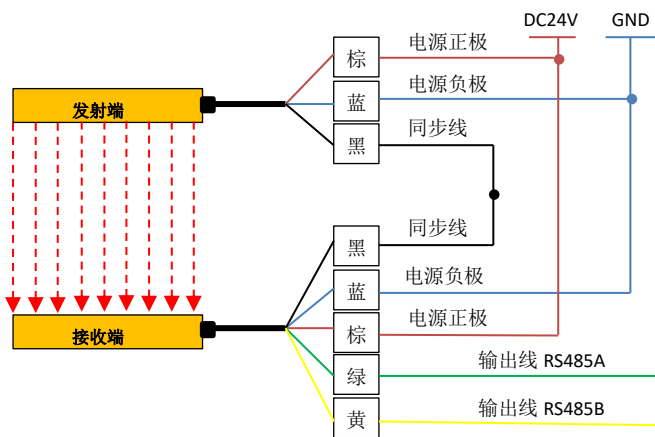 DC24V
GND
棕
电源正极
发射端
蓝
电源负极
黑
同步线
黑
同步线
蓝
电源负极
接收端
棕
电源正极
绿
输出线 RS485A
黄
输出线 RS485B